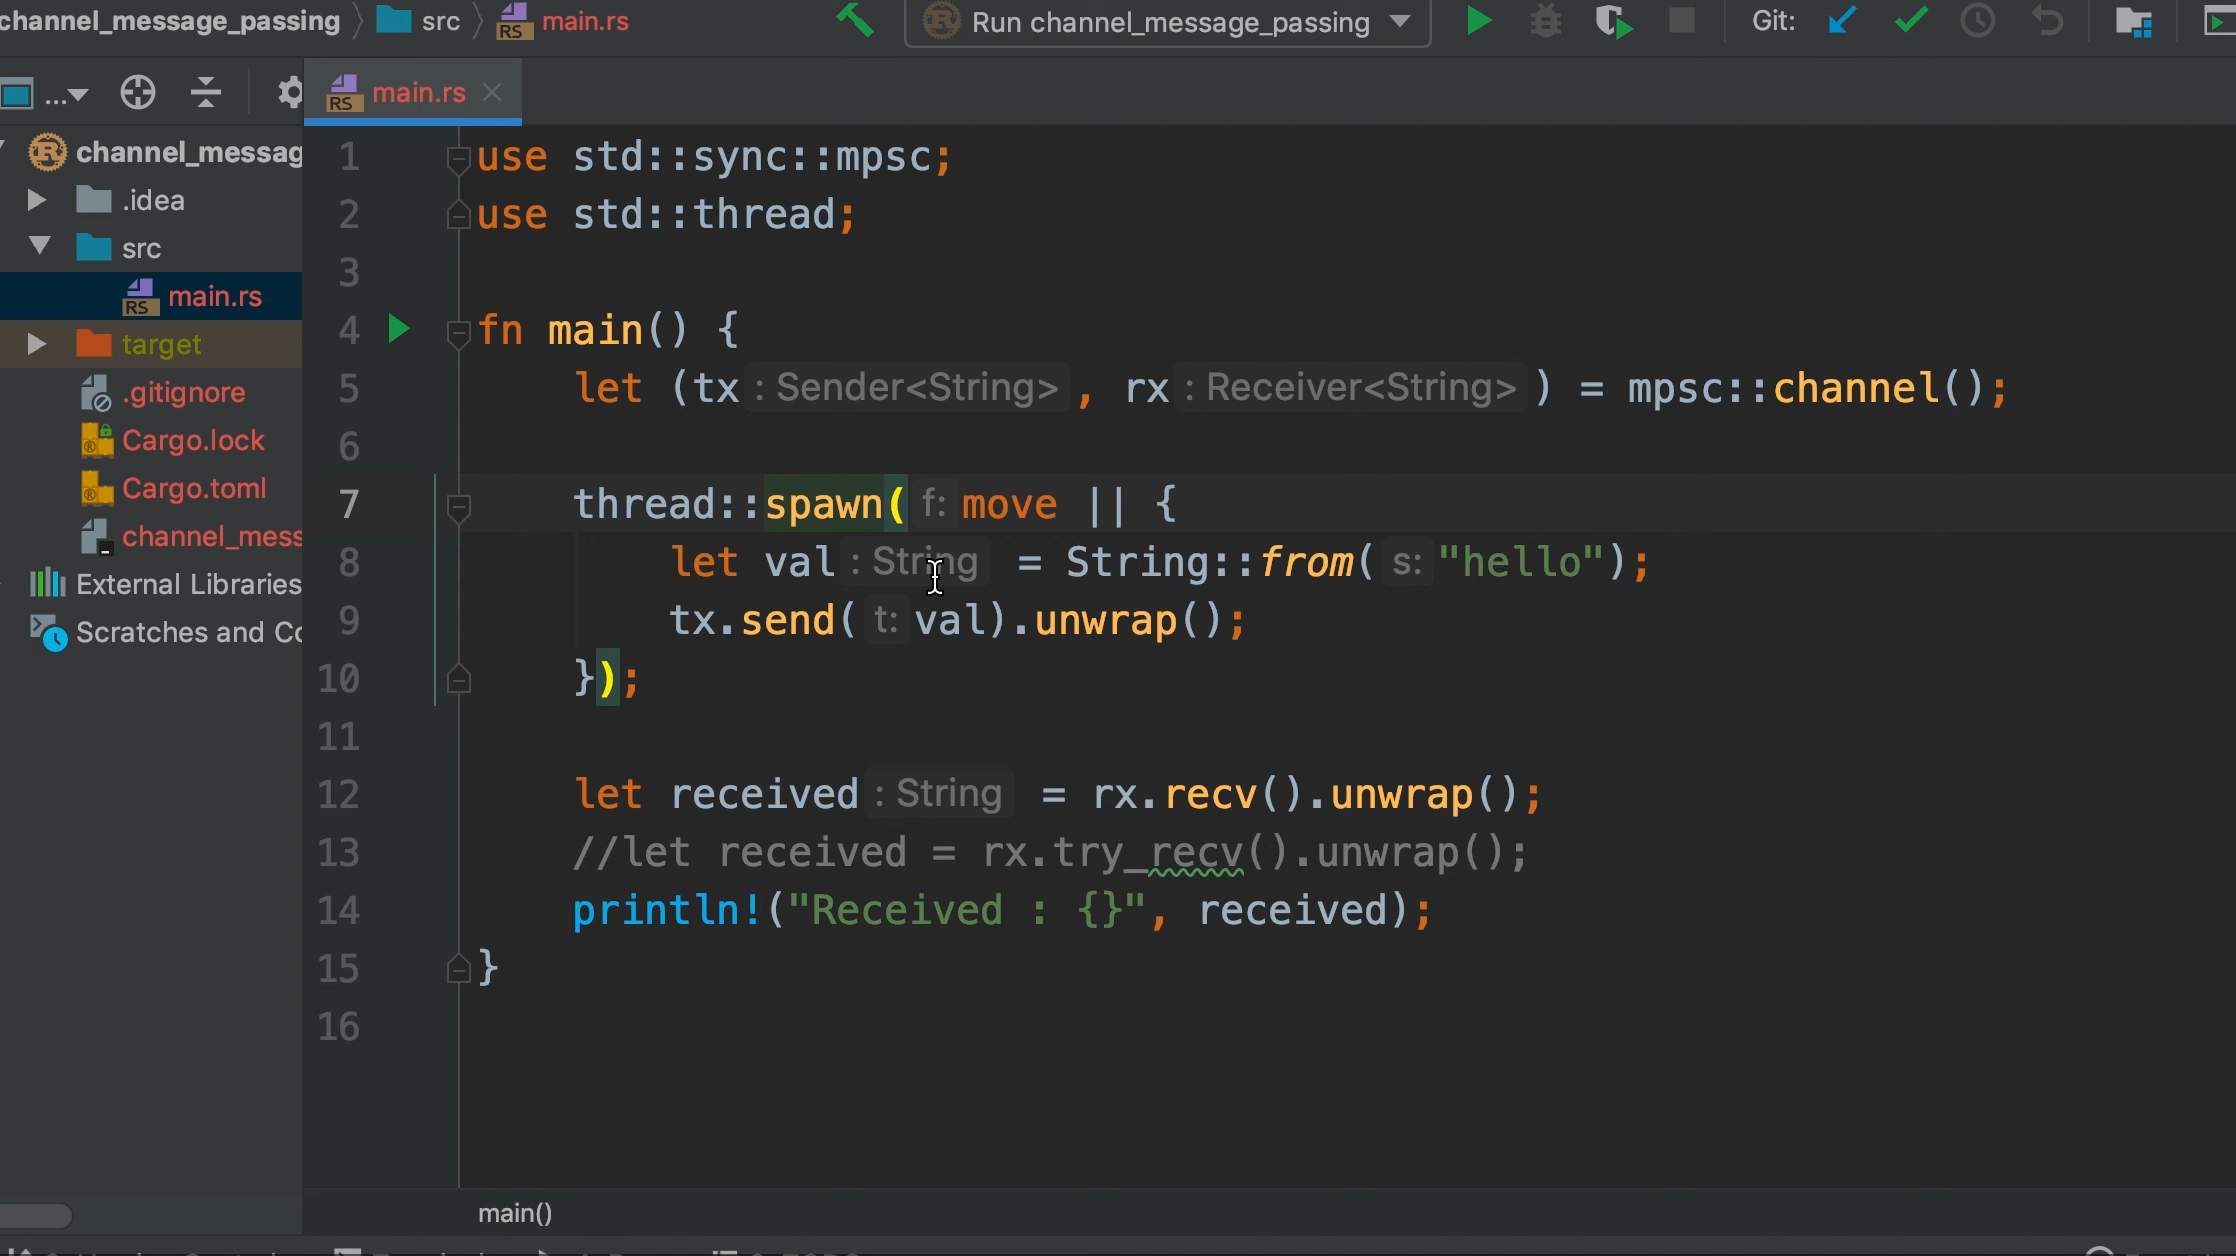 channel_message_passing src main.rs Run channel_message_passing Git:
... main.rs
channel_messag
.idea
src
main.rs
target
.gitignore
Cargo.lock
Cargo.toml
channel_mess
External Libraries
Scratches and Co
1 use std::sync::mpsc;
2 use std::thread;
3
4 fn main() {
5 let (tx: Sender<String>, rx: Receiver<String>) = mpsc::channel();
6
7 thread::spawn( f: move || {
8 let val: String = String::from( s: "hello");
9 tx.send( t: val).unwrap();
10 });
11
12 let received: String = rx.recv().unwrap();
13 //let received = rx.try_recv().unwrap();
14 println!("Received : {}", received);
15 }
16
main()